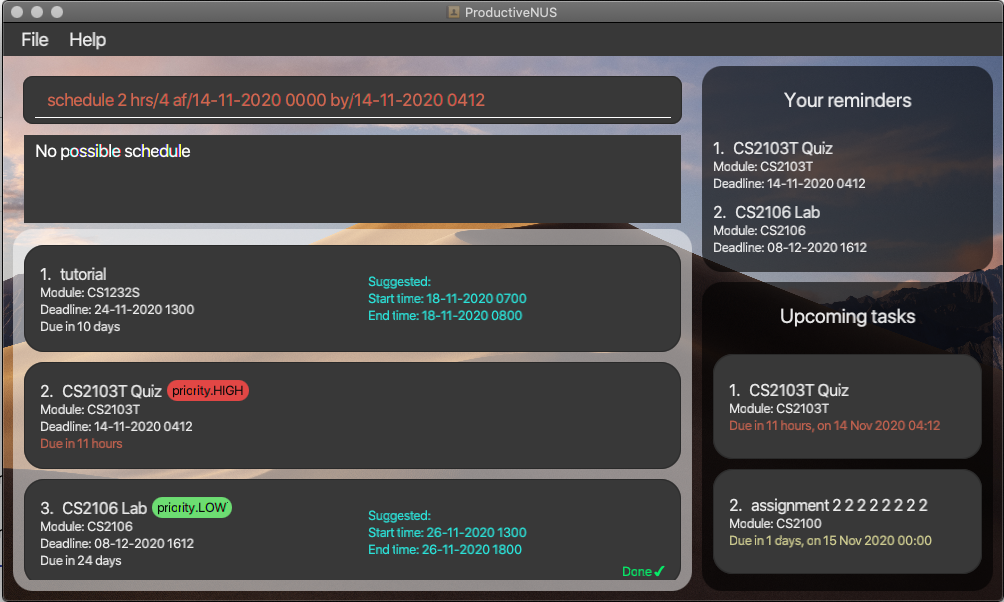 ProductiveNUS
File Help
schedule 2 hrs/4 af/14-11-2020 0000 by/14-11-2020 0412
No possible schedule
1. tutorial
Module: CS1232S
Deadline: 24-11-2020 1300
Due in 10 days
Suggested:
Start time: 18-11-2020 0700
End time: 18-11-2020 0800
2. CS2103T Quiz priority.HIGH
Module: CS2103T
Deadline: 14-11-2020 0412
Due in 11 hours
3. CS2106 Lab priority.LOW
Module: CS2106
Deadline: 08-12-2020 1612
Due in 24 days
Suggested:
Start time: 26-11-2020 1300
End time: 26-11-2020 1800
Done✓
Your reminders
1. CS2103T Quiz
Module: CS2103T
Deadline: 14-11-2020 0412
2. CS2106 Lab
Module: CS2106
Deadline: 08-12-2020 1612
Upcoming tasks
1. CS2103T Quiz
Module: CS2103T
Due in 11 hours, on 14 Nov 2020 04:12
2. assignment 2 2 2 2 2 2 2 2
Module: CS2100
Due in 1 days, on 15 Nov 2020 00:00